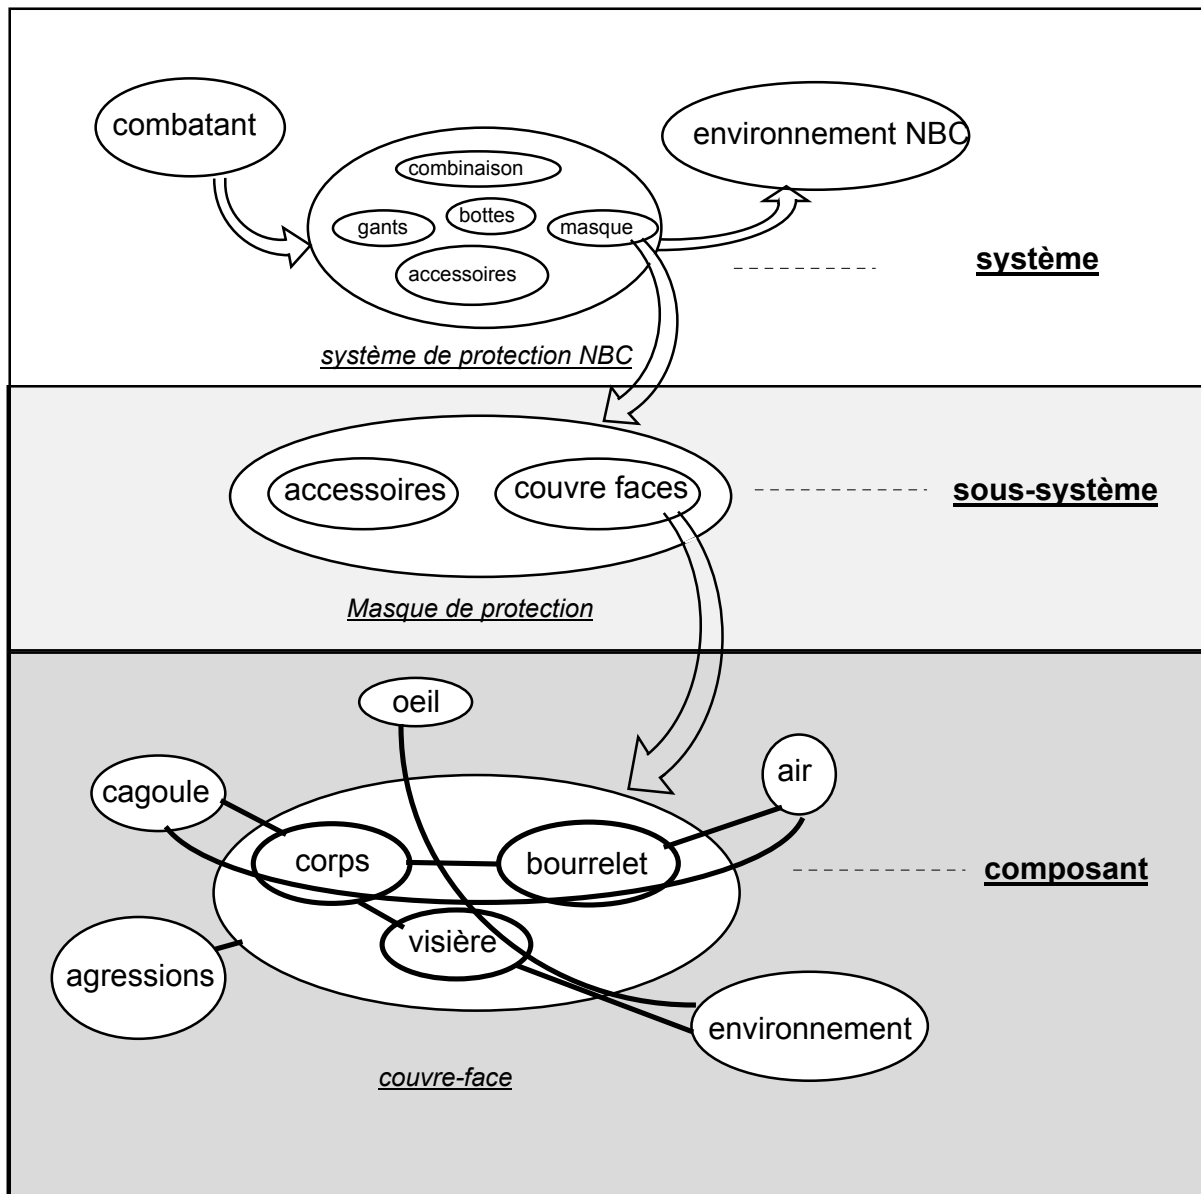 combatant
environnement NBC
combinaison
gants
bottes
masque
accessoires
système
système de protection NBC
accessoires
couvre faces
sous-système
Masque de protection
oeil
cagoule
air
corps
bourrelet
composant
visière
agressions
environnement
couvre-face